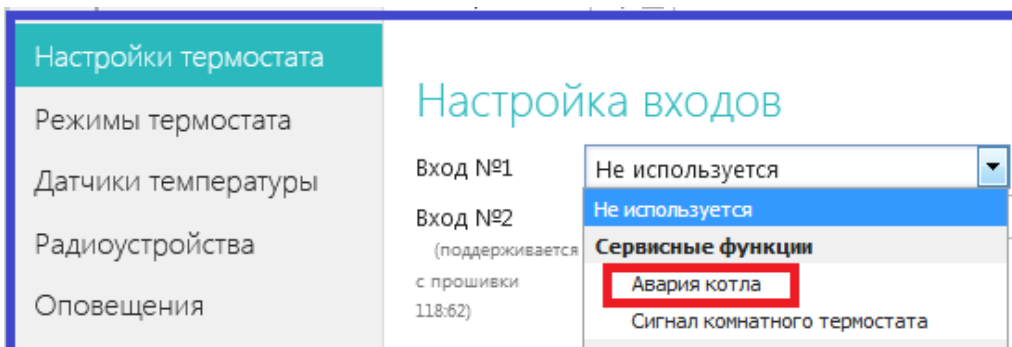 Настройки термостата
Режимы термостата
Датчики температуры
Радиоустройства
Оповещения
Настройка входов
Вход №1
Не используется
Вход №2
(поддерживается
с прошивки
118:62)
Не используется
Сервисные функции
Авария котла
Сигнал комнатного термостата